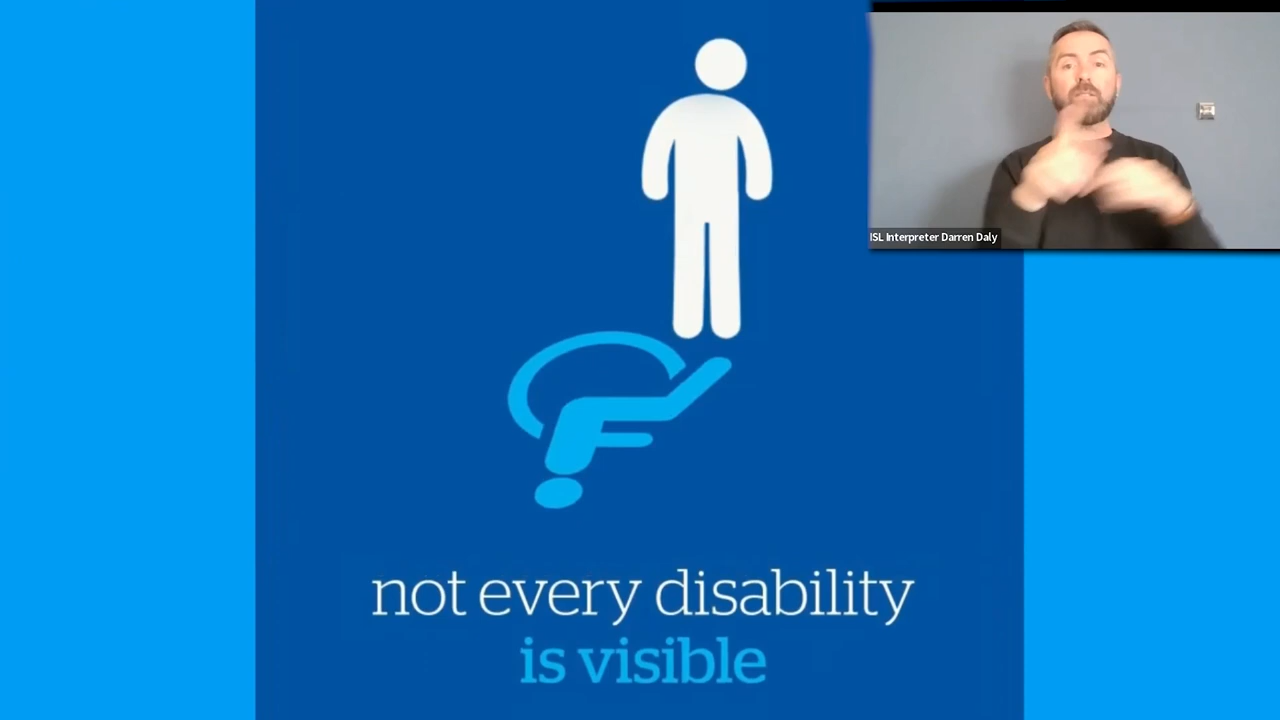 ISL Interpreter Darren Daly
not every disability
is visible